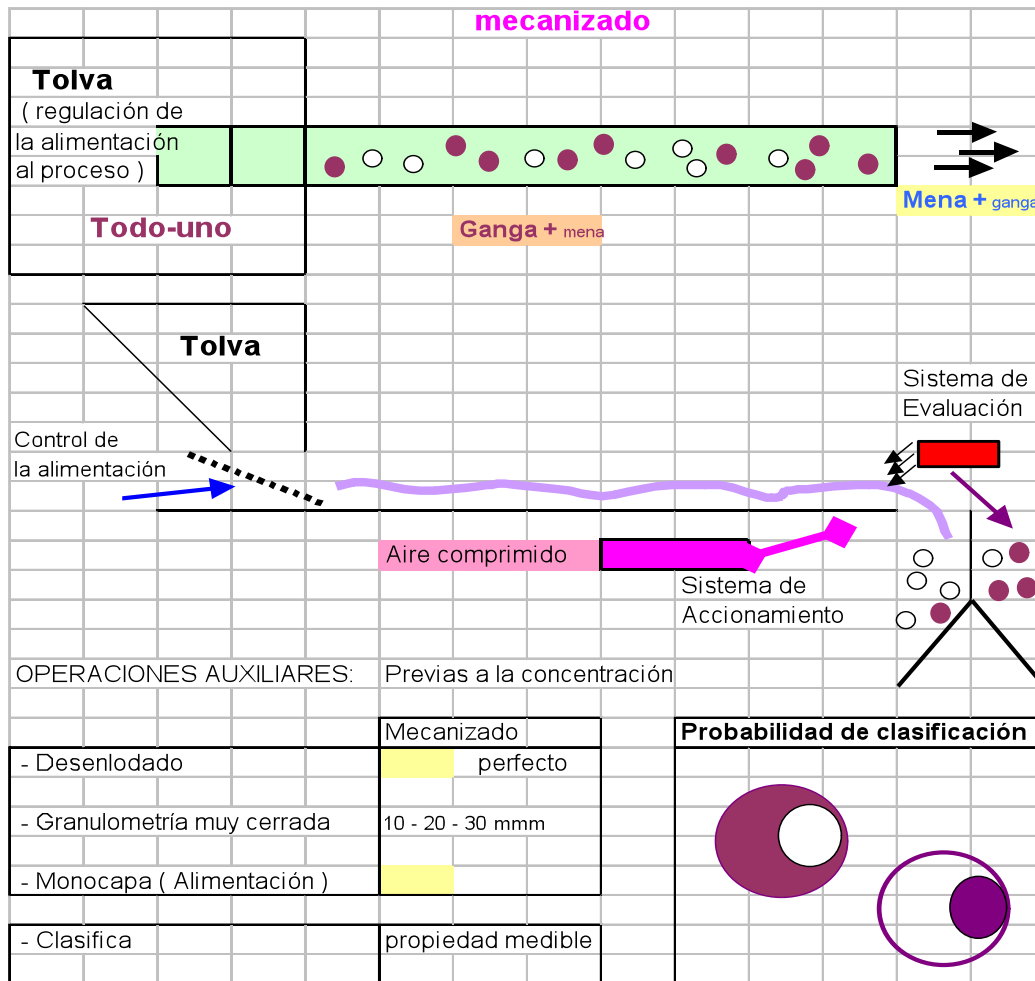 mecanizado
Tolva
( regulación de
la alimentación
al proceso )
Mena + ganga
Todo-uno
Ganga + mena
Tolva
Sistema de
Evaluación
Control de
la alimentación
Aire comprimido
Sistema de
Accionamiento
OPERACIONES AUXILIARES:
Previas a la concentración
Mecanizado
Probabilidad de clasificación
- Desenlodado
perfecto
- Granulometría muy cerrada
10 - 20 - 30 mmm
- Monocapa ( Alimentación )
- Clasifica
propiedad medible